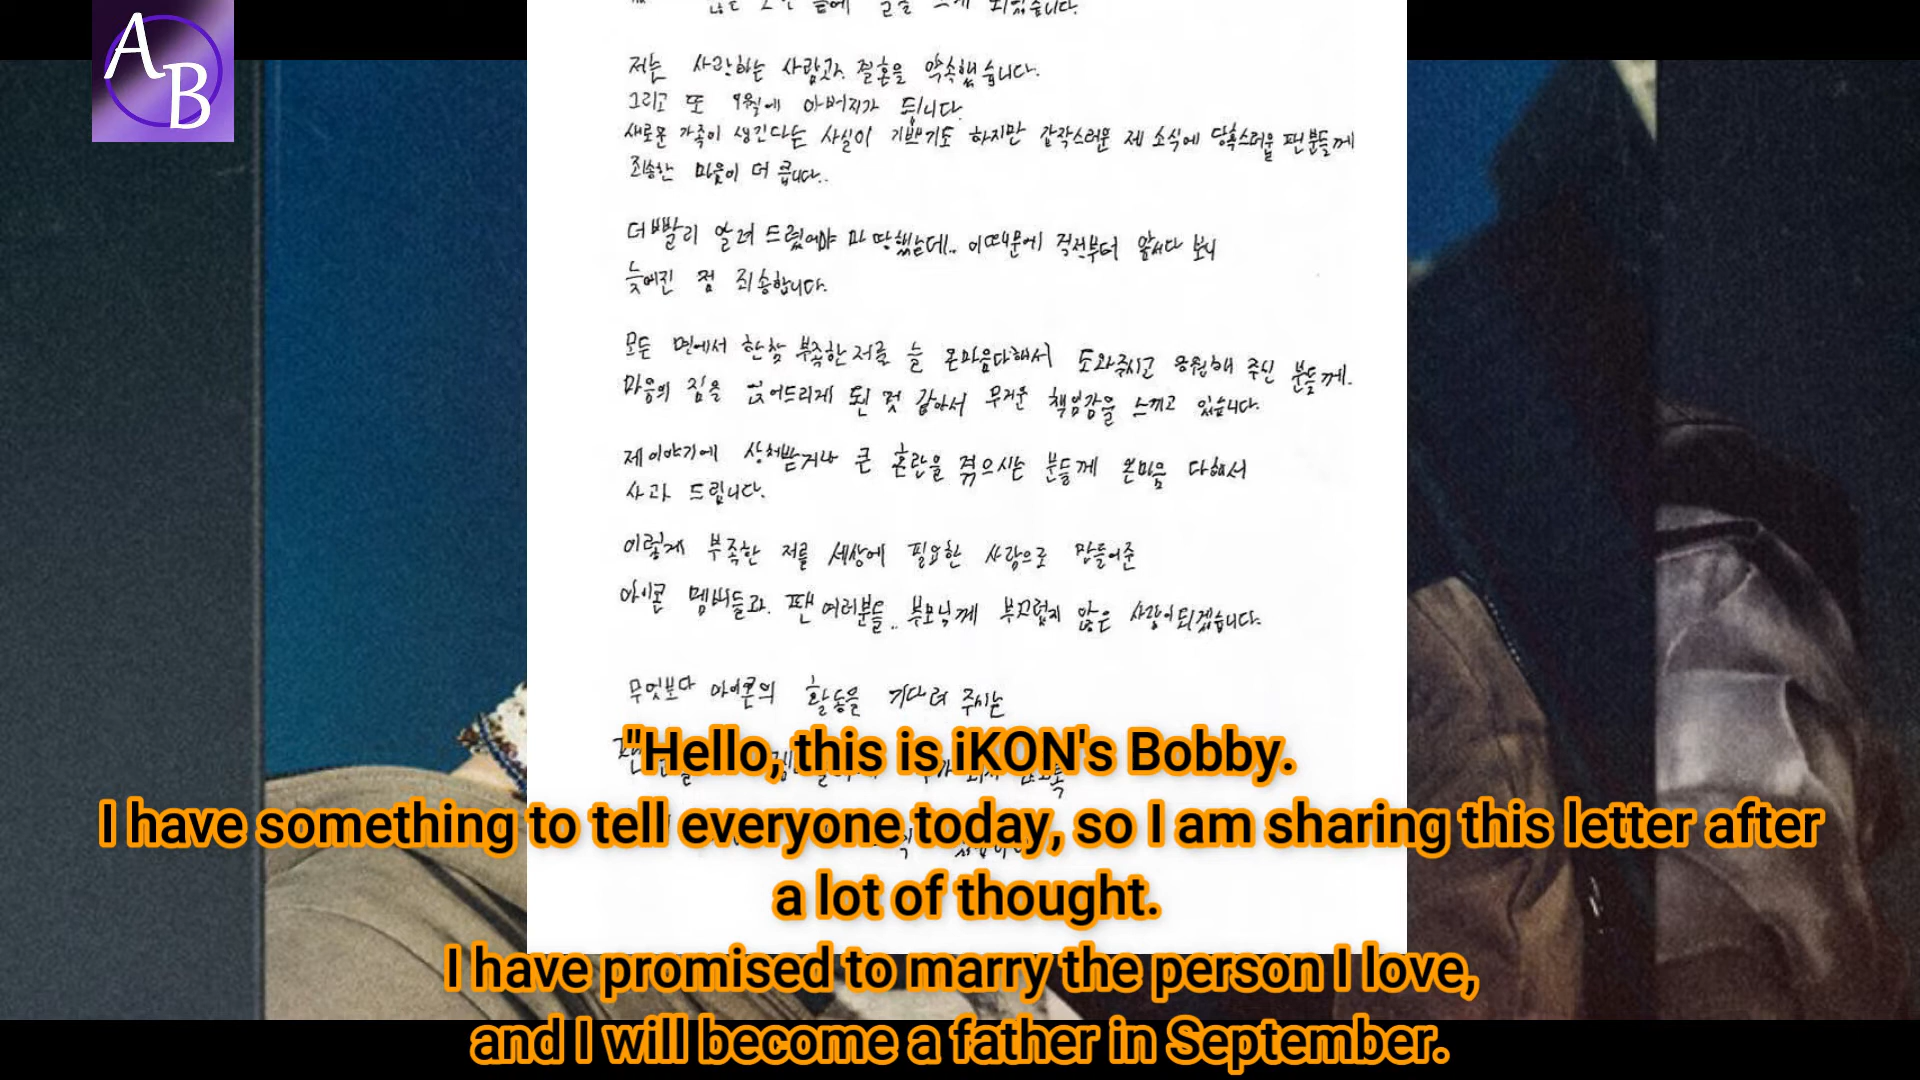 A
B
많은 고민 끝에 글을 쓰게 되었습니다.
저는 사랑하는 사람과 결혼을 약속했습니다.
그리고 또 9월에 아버지가 됩니다.
새로운 가족이 생긴다는 사실이 기쁘기도 하지만 갑작스러운 제 소식에 당혹스러울 팬분들께
죄송한 마음이 더 큽니다..
더 빨리 알려 드렸어야 마땅했는데.. 이 때문에 걱정부터 앞서다 보니
늦어진 점 죄송합니다.
모든 면에서 한참 부족한 저를 늘 온마음 다해서 도와주시고 응원해 주신 분들께.
마음의 짐을 얹어드리게 된 것 같아서 무거운 책임감을 느끼고 있습니다.
제 이야기에 상처받거나 큰 혼란을 겪으시는 분들께 온마음 다해서
사과 드립니다.
이렇게 부족한 저를 세상에 필요한 사람으로 만들어준
아이콘 멤버들과. 팬 여러분들.. 부모님께 부끄럽지 않은 사람이 되겠습니다.
무엇보다 아이콘의 활동을 기다려 주시는
"Hello, this is iKON's Bobby.
I have something to tell everyone today, so I am sharing this letter after
a lot of thought.
I have promised to marry the person I love,
and I will become a father in September.